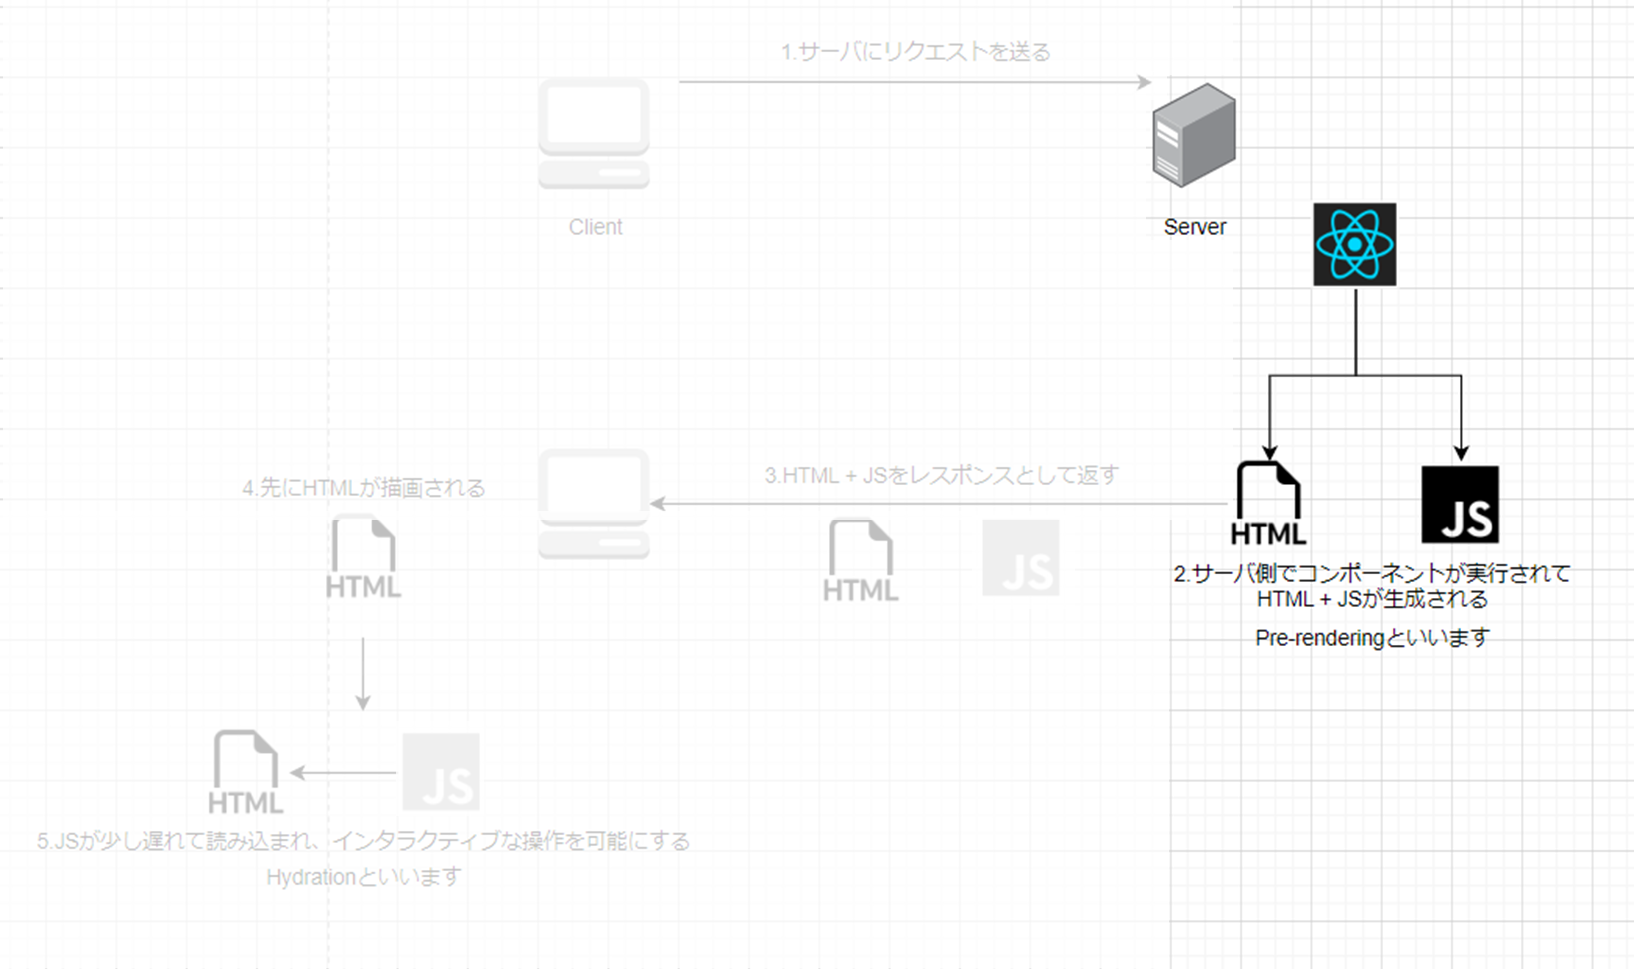 1.サーバにリクエストを送る
Client
Server
3.HTML + JSをレスポンスとして返す
4.先にHTMLが描画される
HTML
HTML
JS
HTML
JS
2.サーバ側でコンポーネントが実行されて
HTML + JSが生成される
Pre-renderingといいます
HTML
JS
5.JSが少し遅れて読み込まれ、インタラクティブな操作を可能にする
Hydrationといいます